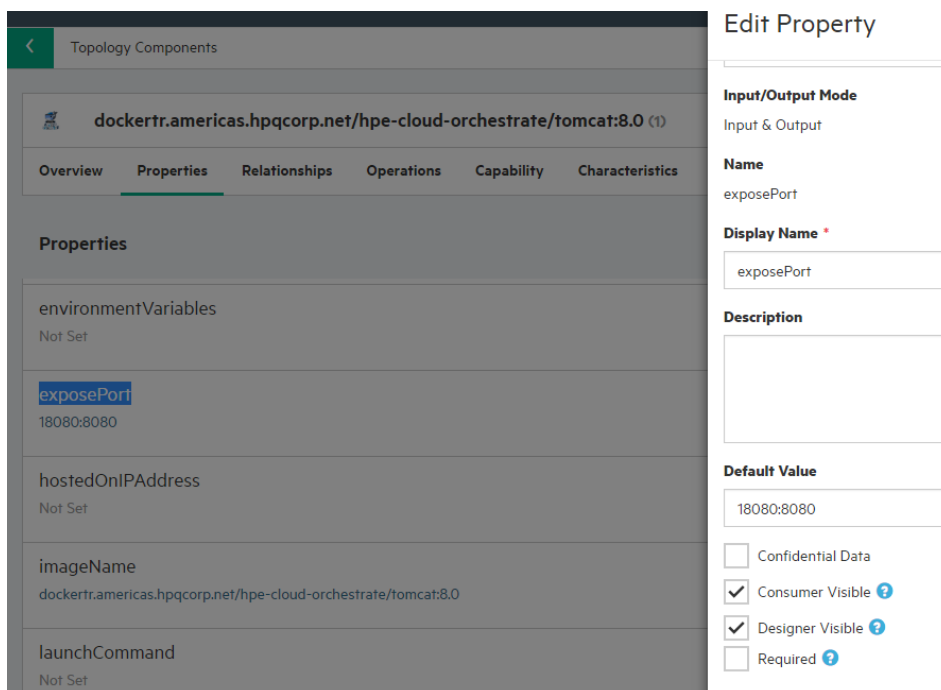 Topology Components
dockertr.americas.hpqcorp.net/hpe-cloud-orchestrate/tomcat:8.0 (1)
Overview Properties Relationships Operations Capability Characteristics
Properties
environmentVariables
Not Set
exposePort
18080:8080
hostedOnIPAddress
Not Set
imageName
dockertr.americas.hpqcorp.net/hpe-cloud-orchestrate/tomcat:8.0
launchCommand
Not Set
Edit Property
Input/Output Mode
Input & Output
Name
exposePort
Display Name *
exposePort
Description
Default Value
18080:8080
Confidential Data
Consumer Visible ?
Designer Visible ?
Required ?